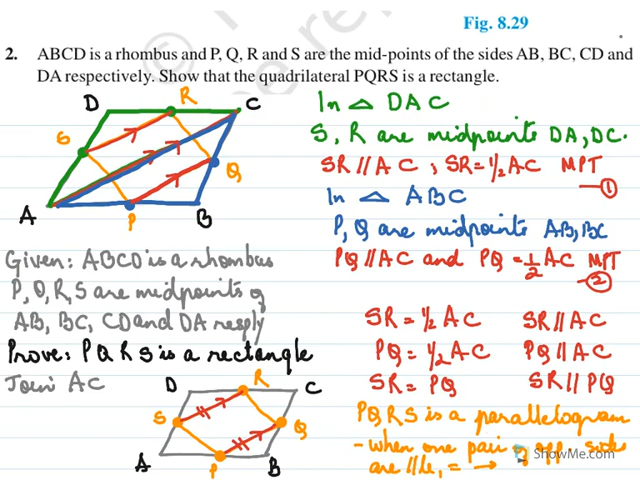 Fig. 8.29
2. ABCD is a rhombus and P, Q, R and S are the mid-points of the sides AB, BC, CD and
DA respectively. Show that the quadrilateral PQRS is a rectangle.
D
R
C
S
Q
A
P
B
In △ DAC
S, R are midpoints DA, DC.
SR // AC ; SR = 1/2 AC MPT
— ①
In △ ABC
P, Q are midpoints AB, BC
PQ // AC and PQ = 1/2 AC MPT
— ②
Given: ABCD is a rhombus
P, Q, R, S are midpoints of
AB, BC, CD and DA resply
Prove: PQRS is a rectangle
Join AC
SR = 1/2 AC SR // AC
PQ = 1/2 AC PQ // AC
SR = PQ SR // PQ
D
R
C
S
Q
A
P
B
PQRS is a parallelogram
- when one pair of opp sides
are //le, = →
ShowMe.com